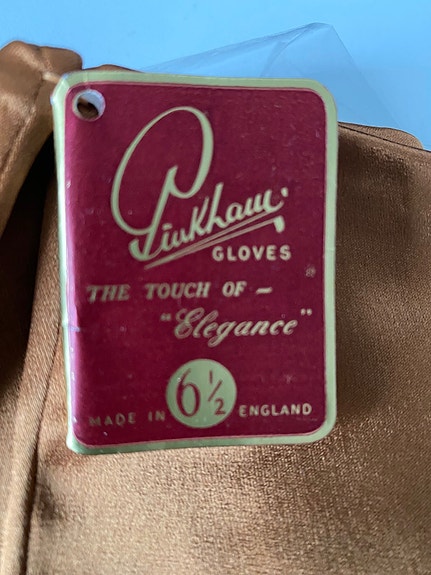 Pinkham
GLOVES
THE TOUCH OF ~
"Elegance"
MADE IN 6½ ENGLAND